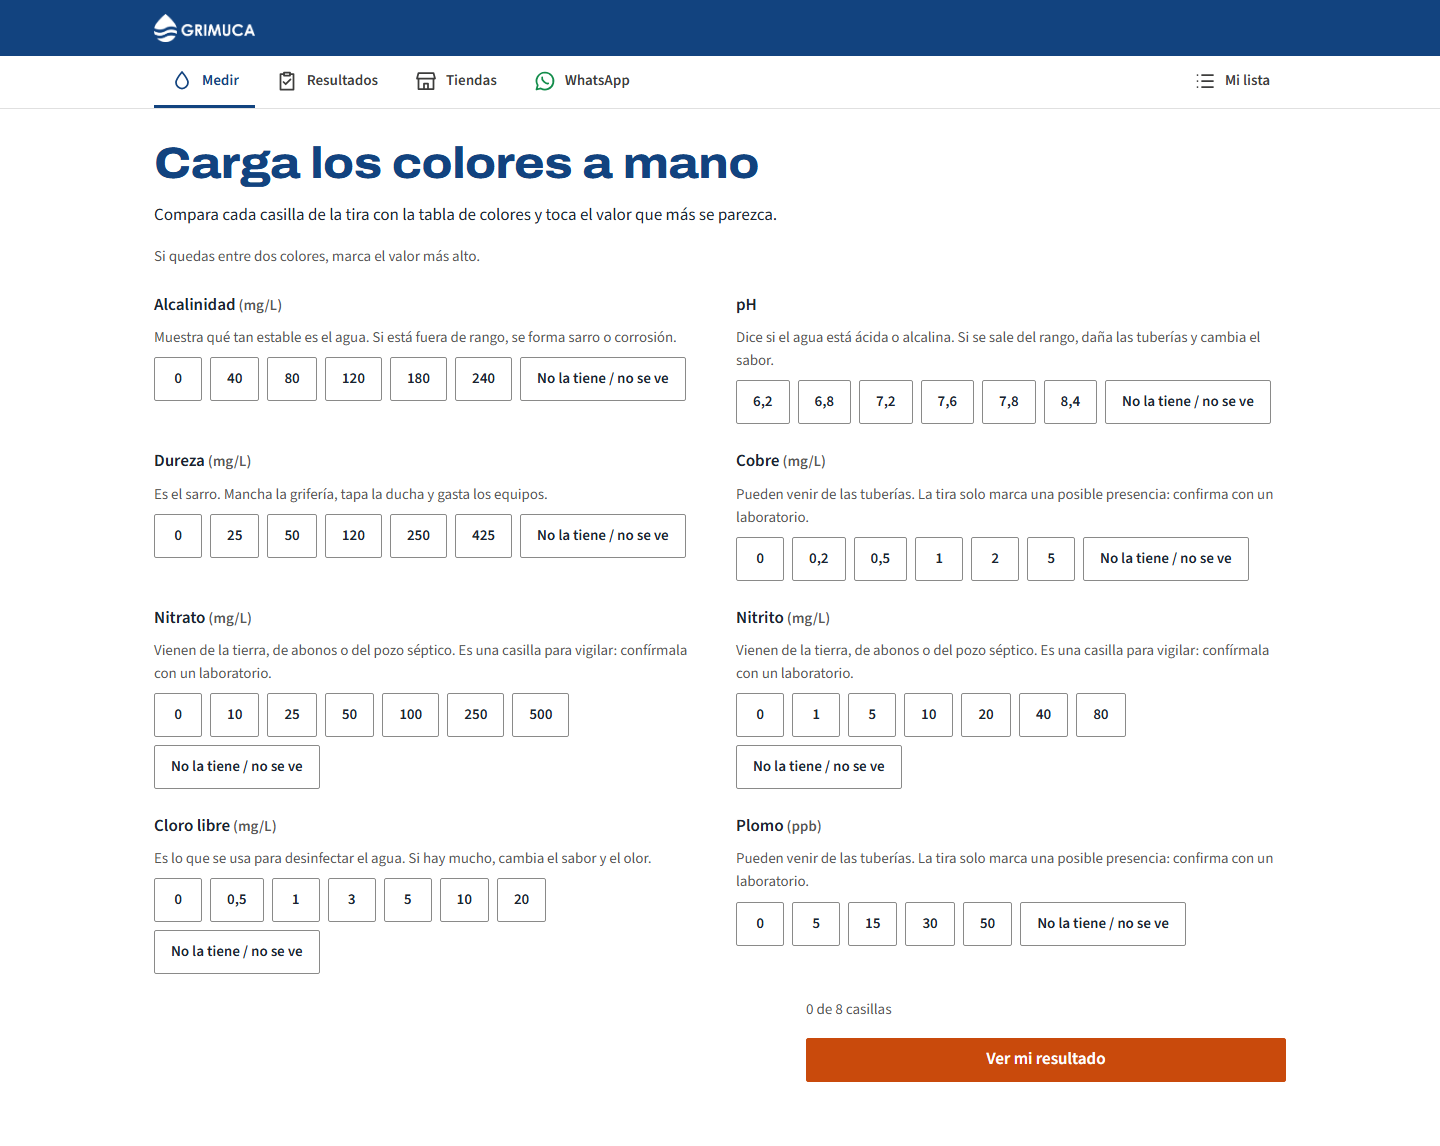 GRIMUCA
Medir
Resultados
Tiendas
WhatsApp
Mi lista
Carga los colores a mano
Compara cada casilla de la tira con la tabla de colores y toca el valor que más se parezca.
Si quedas entre dos colores, marca el valor más alto.
Alcalinidad (mg/L)
Muestra qué tan estable es el agua. Si está fuera de rango, se forma sarro o corrosión.
0 40 80 120 180 240 No la tiene / no se ve
pH
Dice si el agua está ácida o alcalina. Si se sale del rango, daña las tuberías y cambia el
sabor.
6,2 6,8 7,2 7,6 7,8 8,4 No la tiene / no se ve
Dureza (mg/L)
Es el sarro. Mancha la grifería, tapa la ducha y gasta los equipos.
0 25 50 120 250 425 No la tiene / no se ve
Cobre (mg/L)
Pueden venir de las tuberías. La tira solo marca una posible presencia: confirma con un
laboratorio.
0 0,2 0,5 1 2 5 No la tiene / no se ve
Nitrato (mg/L)
Vienen de la tierra, de abonos o del pozo séptico. Es una casilla para vigilar: confírmala
con un laboratorio.
0 10 25 50 100 250 500
No la tiene / no se ve
Nitrito (mg/L)
Vienen de la tierra, de abonos o del pozo séptico. Es una casilla para vigilar: confírmala
con un laboratorio.
0 1 5 10 20 40 80
No la tiene / no se ve
Cloro libre (mg/L)
Es lo que se usa para desinfectar el agua. Si hay mucho, cambia el sabor y el olor.
0 0,5 1 3 5 10 20
No la tiene / no se ve
Plomo (ppb)
Pueden venir de las tuberías. La tira solo marca una posible presencia: confirma con un
laboratorio.
0 5 15 30 50 No la tiene / no se ve
0 de 8 casillas
Ver mi resultado